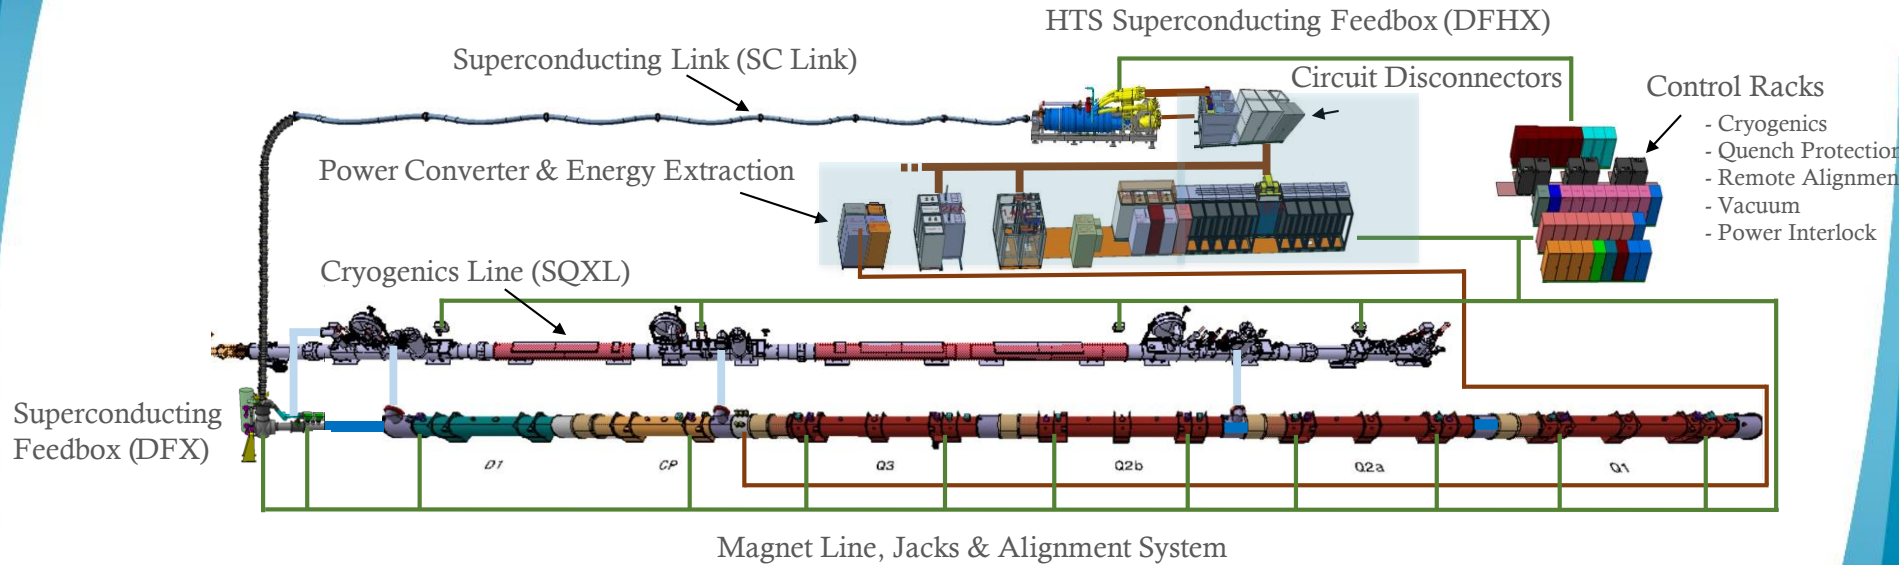 HTS Superconducting Feedbox (DFHX)
Superconducting Link (SC Link)
Circuit Disconnectors
Control Racks
- Cryogenics
- Quench Protection
- Remote Alignmen
- Vacuum
- Power Interlock
Power Converter & Energy Extraction
Cryogenics Line (SQXL)
Superconducting
Feedbox (DFX)
D1
CP
Q3
Q2b
Q2a
Q1
Magnet Line, Jacks & Alignment System